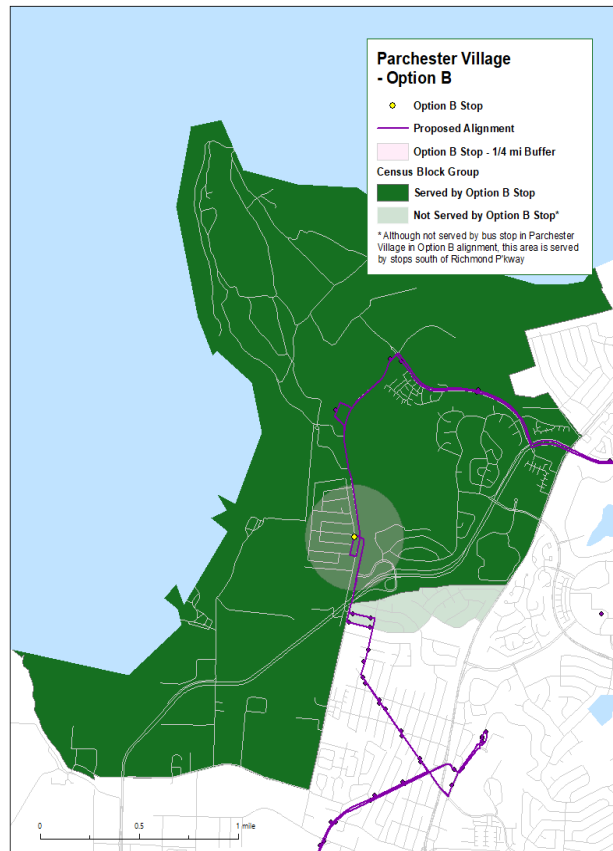 Parchester Village
- Option B
Option B Stop
Proposed Alignment
Option B Stop - 1/4 mi Buffer
Census Block Group
Served by Option B Stop
Not Served by Option B Stop*
* Although not served by bus stop in Parchester
Village in Option B alignment, this area is served
by stops south of Richmond P'kway
0 0.5 1 mile